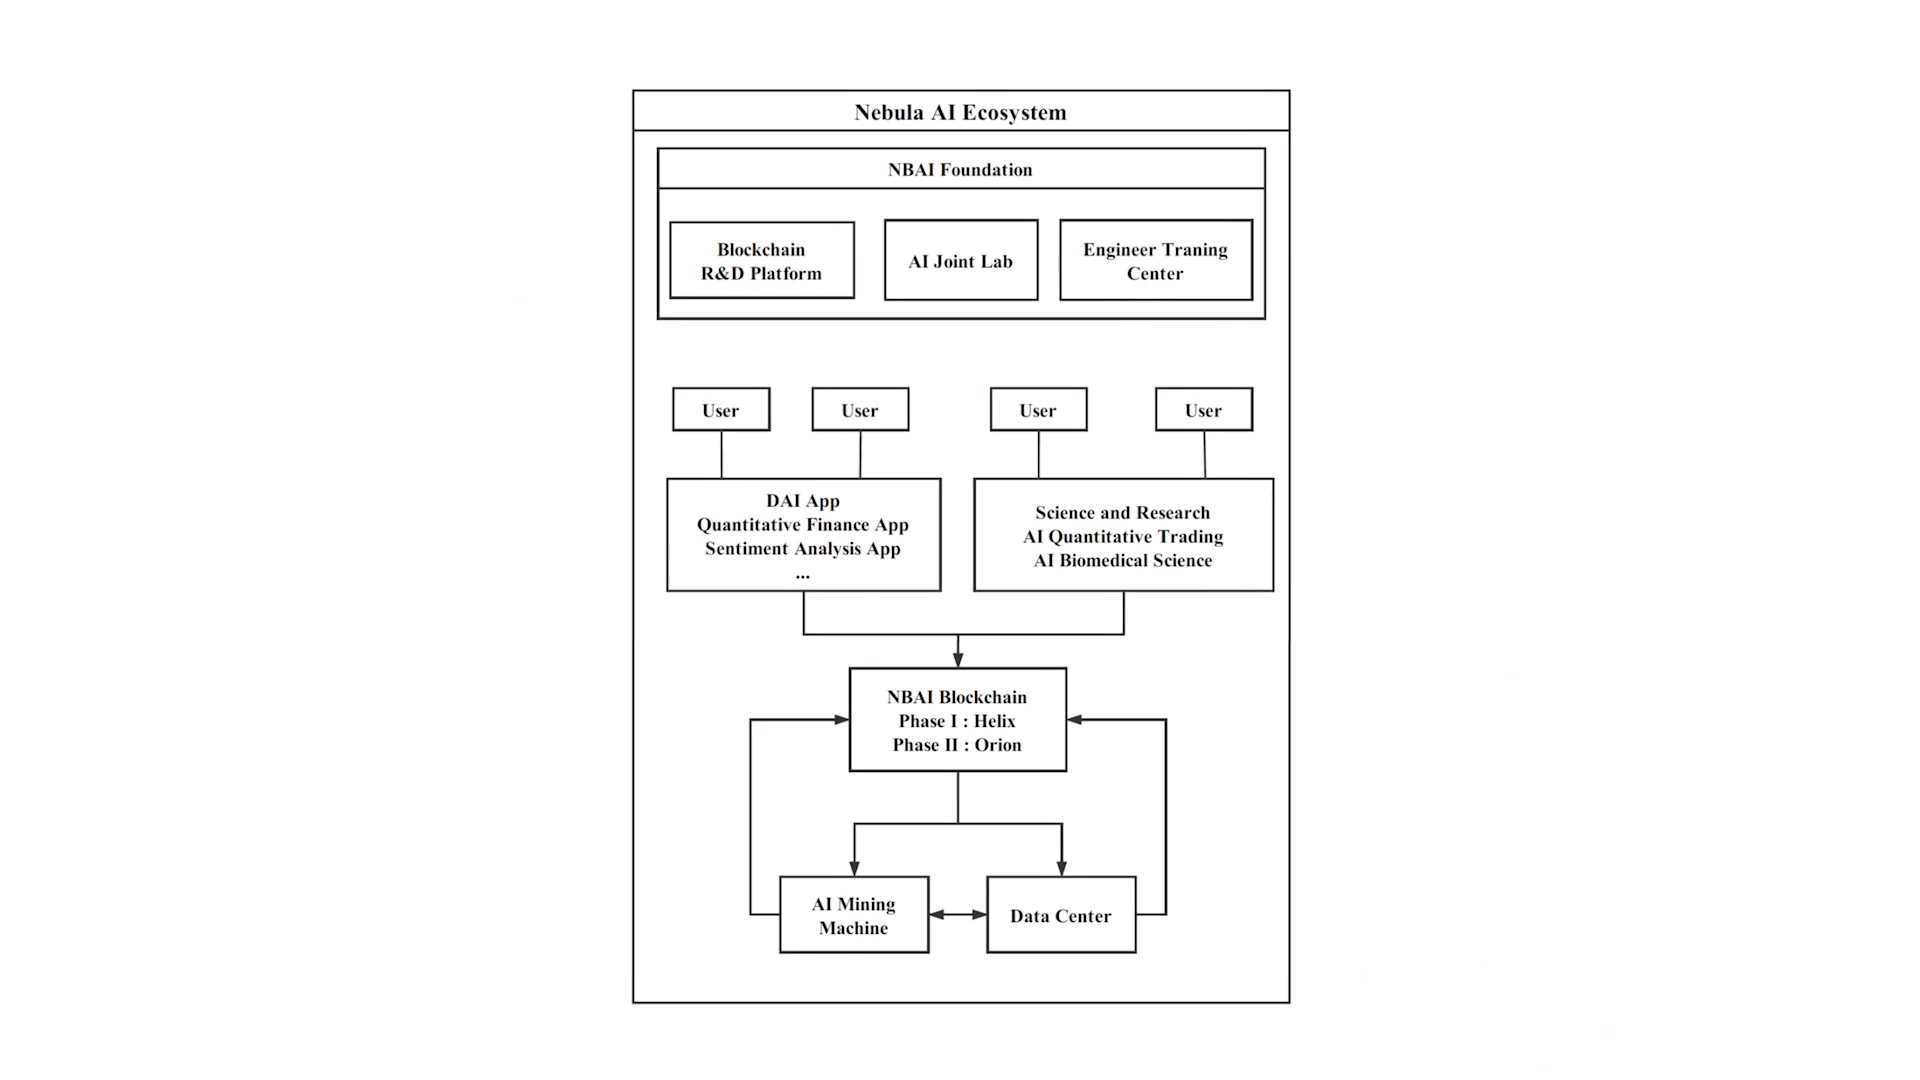 Nebula AI Ecosystem
NBAI Foundation
Blockchain
R&D Platform
AI Joint Lab
Engineer Traning
Center
User
User
User
User
DAI App
Quantitative Finance App
Sentiment Analysis App
...
Science and Research
AI Quantitative Trading
AI Biomedical Science
NBAI Blockchain
Phase I : Helix
Phase II : Orion
AI Mining
Machine
Data Center